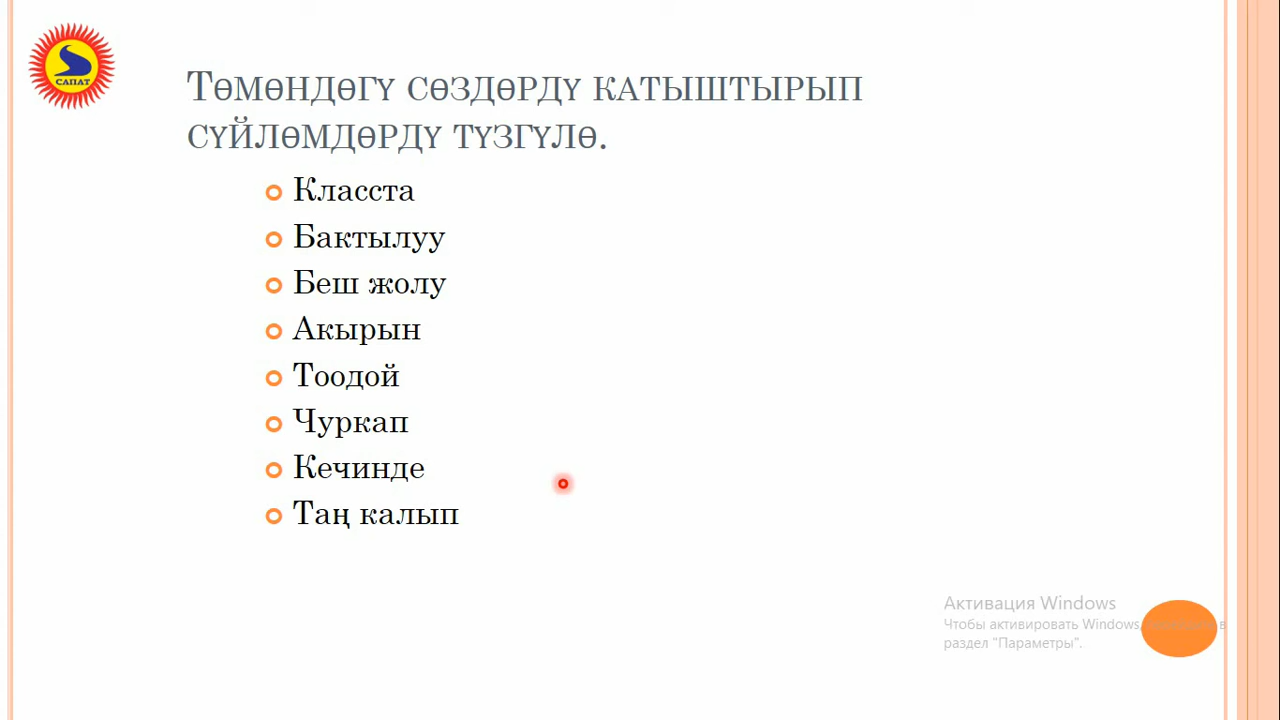 САПАТ
Төмөндөгү сөздөрдү катыштырып
сүйлөмдөрдү түзгүлө.
Класста
Бактылуу
Беш жолу
Акырын
Тоодой
Чуркап
Кечинде
Таң калып
Активация Windows
Чтобы активировать Windows, в
раздел "Параметры".